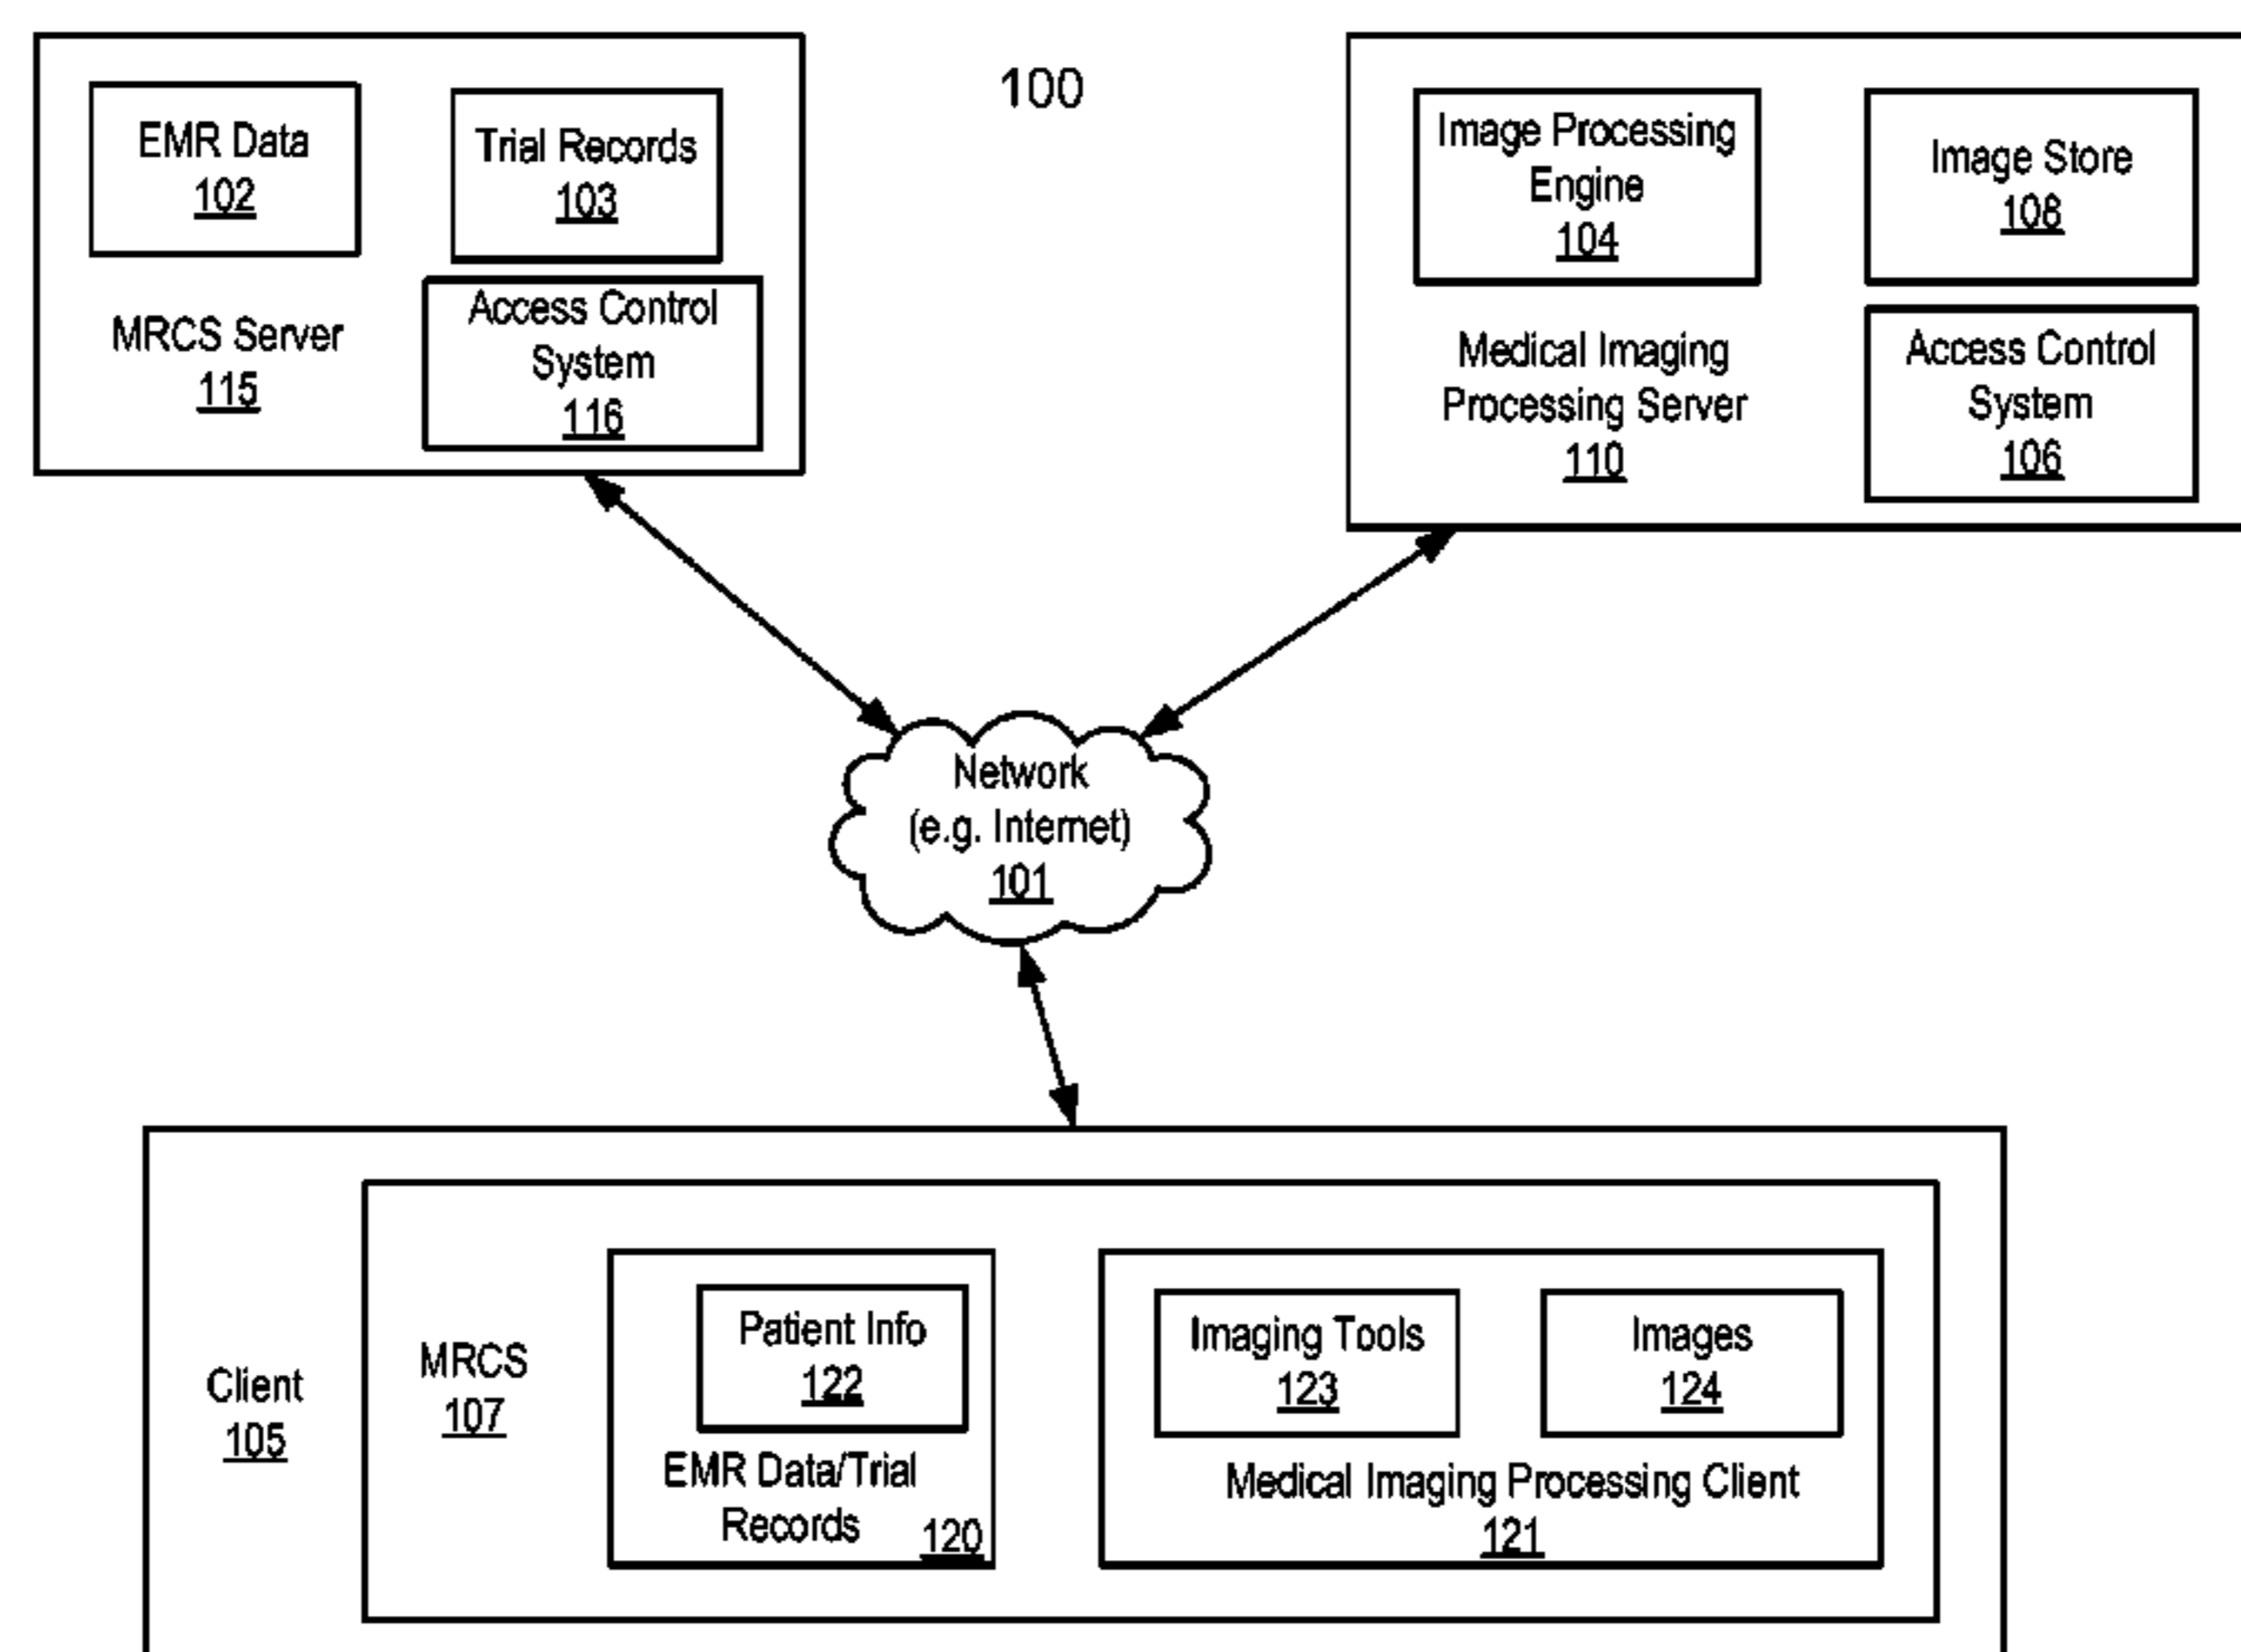 100
EMR Data
102
Trial Records
103
MRCS Server
115
Access Control
System
116
Image Processing
Engine
104
Image Store
108
Medical Imaging
Processing Server
110
Access Control
System
106
Network
(e.g. Internet)
101
Client
105
MRCS
107
Patient Info
122
EMR Data/Trial
Records
120
Imaging Tools
123
Images
124
Medical Imaging Processing Client
121